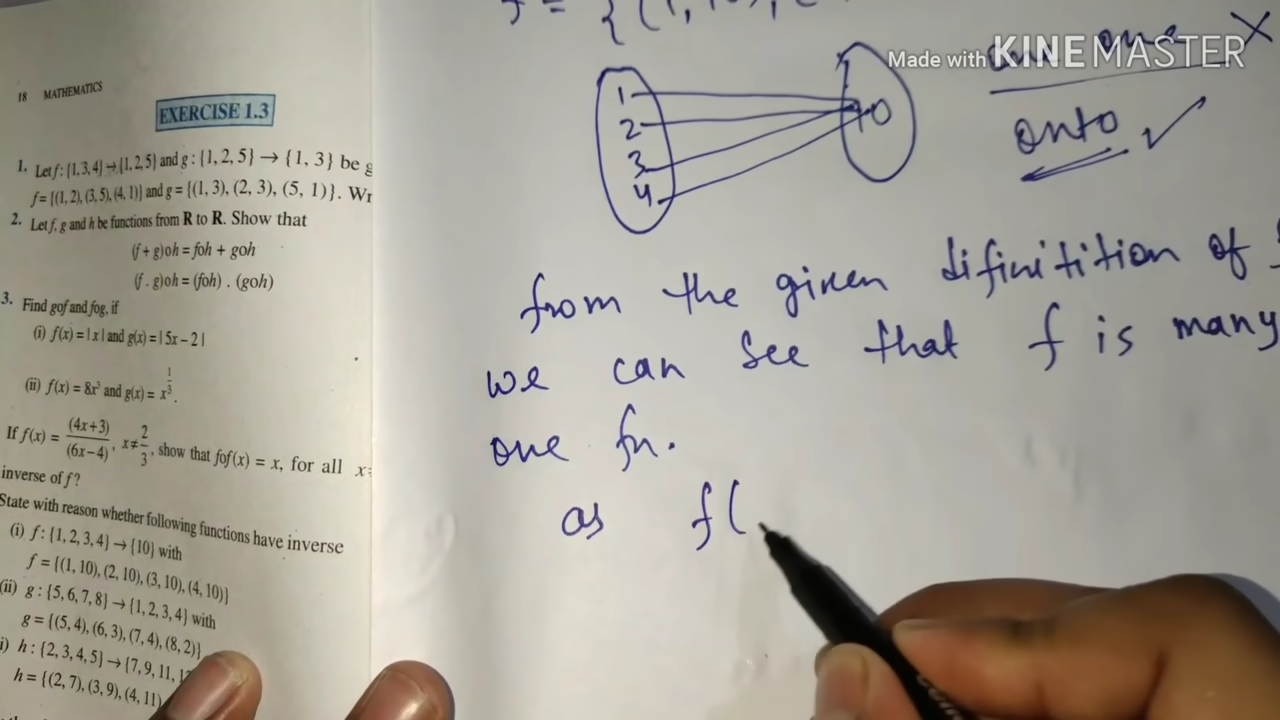 18 MATHEMATICS
EXERCISE 1.3
1. Let f : {1, 3, 4} → {1, 2, 5} and g : {1, 2, 5} → {1, 3} be g
f = {(1, 2), (3, 5), (4, 1)} and g = {(1, 3), (2, 3), (5, 1)}. Wr
2. Let f, g and h be functions from R to R. Show that
(f + g)oh = foh + goh
(f . g)oh = (foh) . (goh)
3. Find gof and fog, if
(i) f(x) = | x | and g(x) = | 5x – 2 |
(ii) f(x) = 8x³ and g(x) = x^(1/3).
If f(x) = (4x+3)/(6x–4), x ≠ 2/3, show that fof(x) = x, for all x
inverse of f?
State with reason whether following functions have inverse
(i) f : {1, 2, 3, 4} → {10} with
f = {(1, 10), (2, 10), (3, 10), (4, 10)}
(ii) g : {5, 6, 7, 8} → {1, 2, 3, 4} with
g = {(5, 4), (6, 3), (7, 4), (8, 2)}
i) h : {2, 3, 4, 5} → {7, 9, 11,
h = {(2, 7), (3, 9), (4, 11)
f = {(1, 10), (
Made with KINEMASTER
one X
1
2
3
4
10
onto ✓
from the given difinitition of f
we can see that f is many
one fn.
as f(